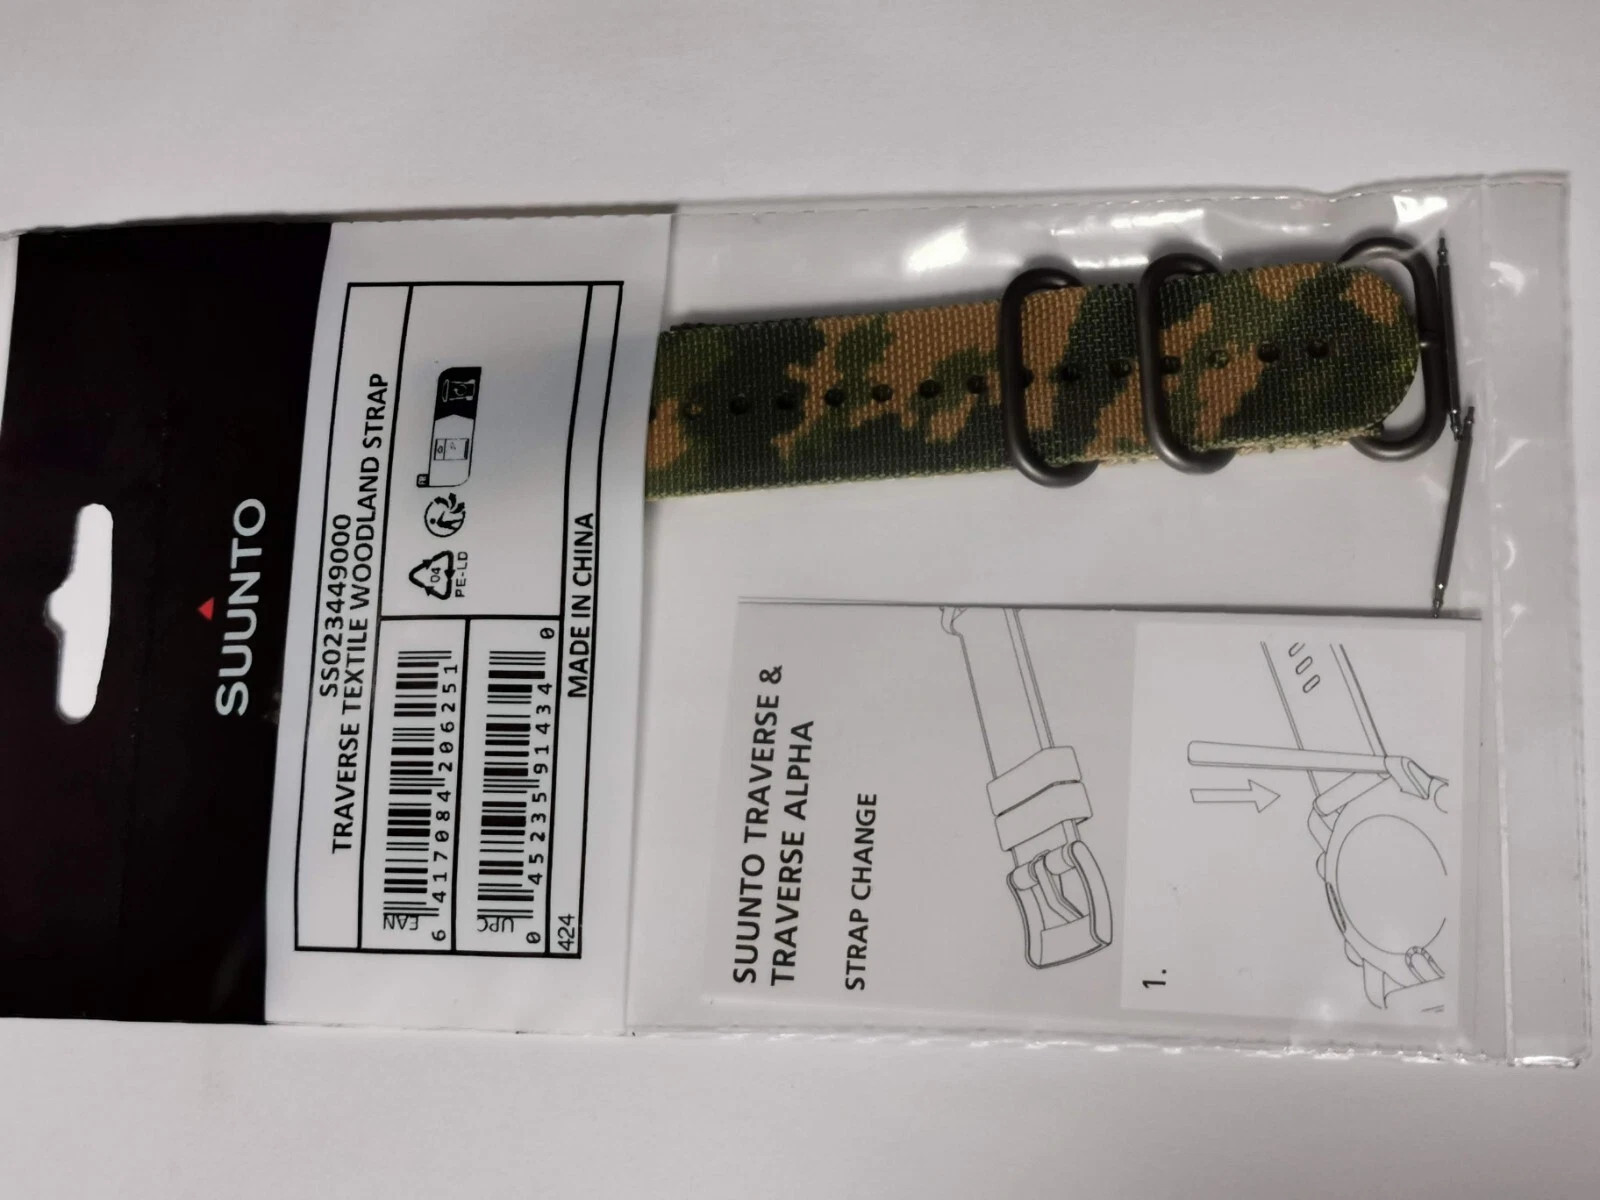 SUUNTO
SS023449000
TRAVERSE TEXTILE WOODLAND STRAP
EAN
6 417084 206251
UPC
0 45235 91434 0
04
PE-LD
424
MADE IN CHINA
SUUNTO TRAVERSE &
TRAVERSE ALPHA
STRAP CHANGE
1.